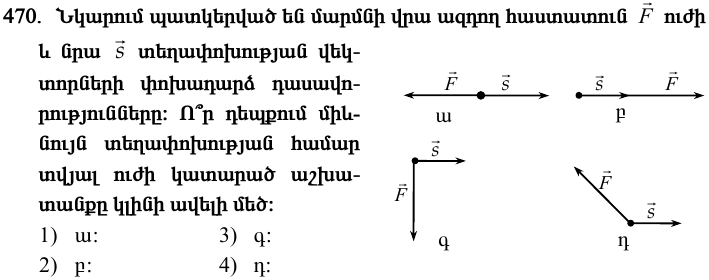 470. Նկարում պատկերված են մարմնի վրա ազդող հաստատուն F⃗ ուժի
և նրա s⃗ տեղափոխության վեկ-
տորների փոխադարձ դասավո-
րությունները: Ո՞ր դեպքում միև-
նույն տեղափոխության համար
տվյալ ուժի կատարած աշխա-
տանքը կլինի ավելի մեծ:
1) ա: 3) գ:
2) բ: 4) դ:
F⃗ s⃗ s⃗ F⃗
ա բ
s⃗ F⃗
F⃗ s⃗
գ դ